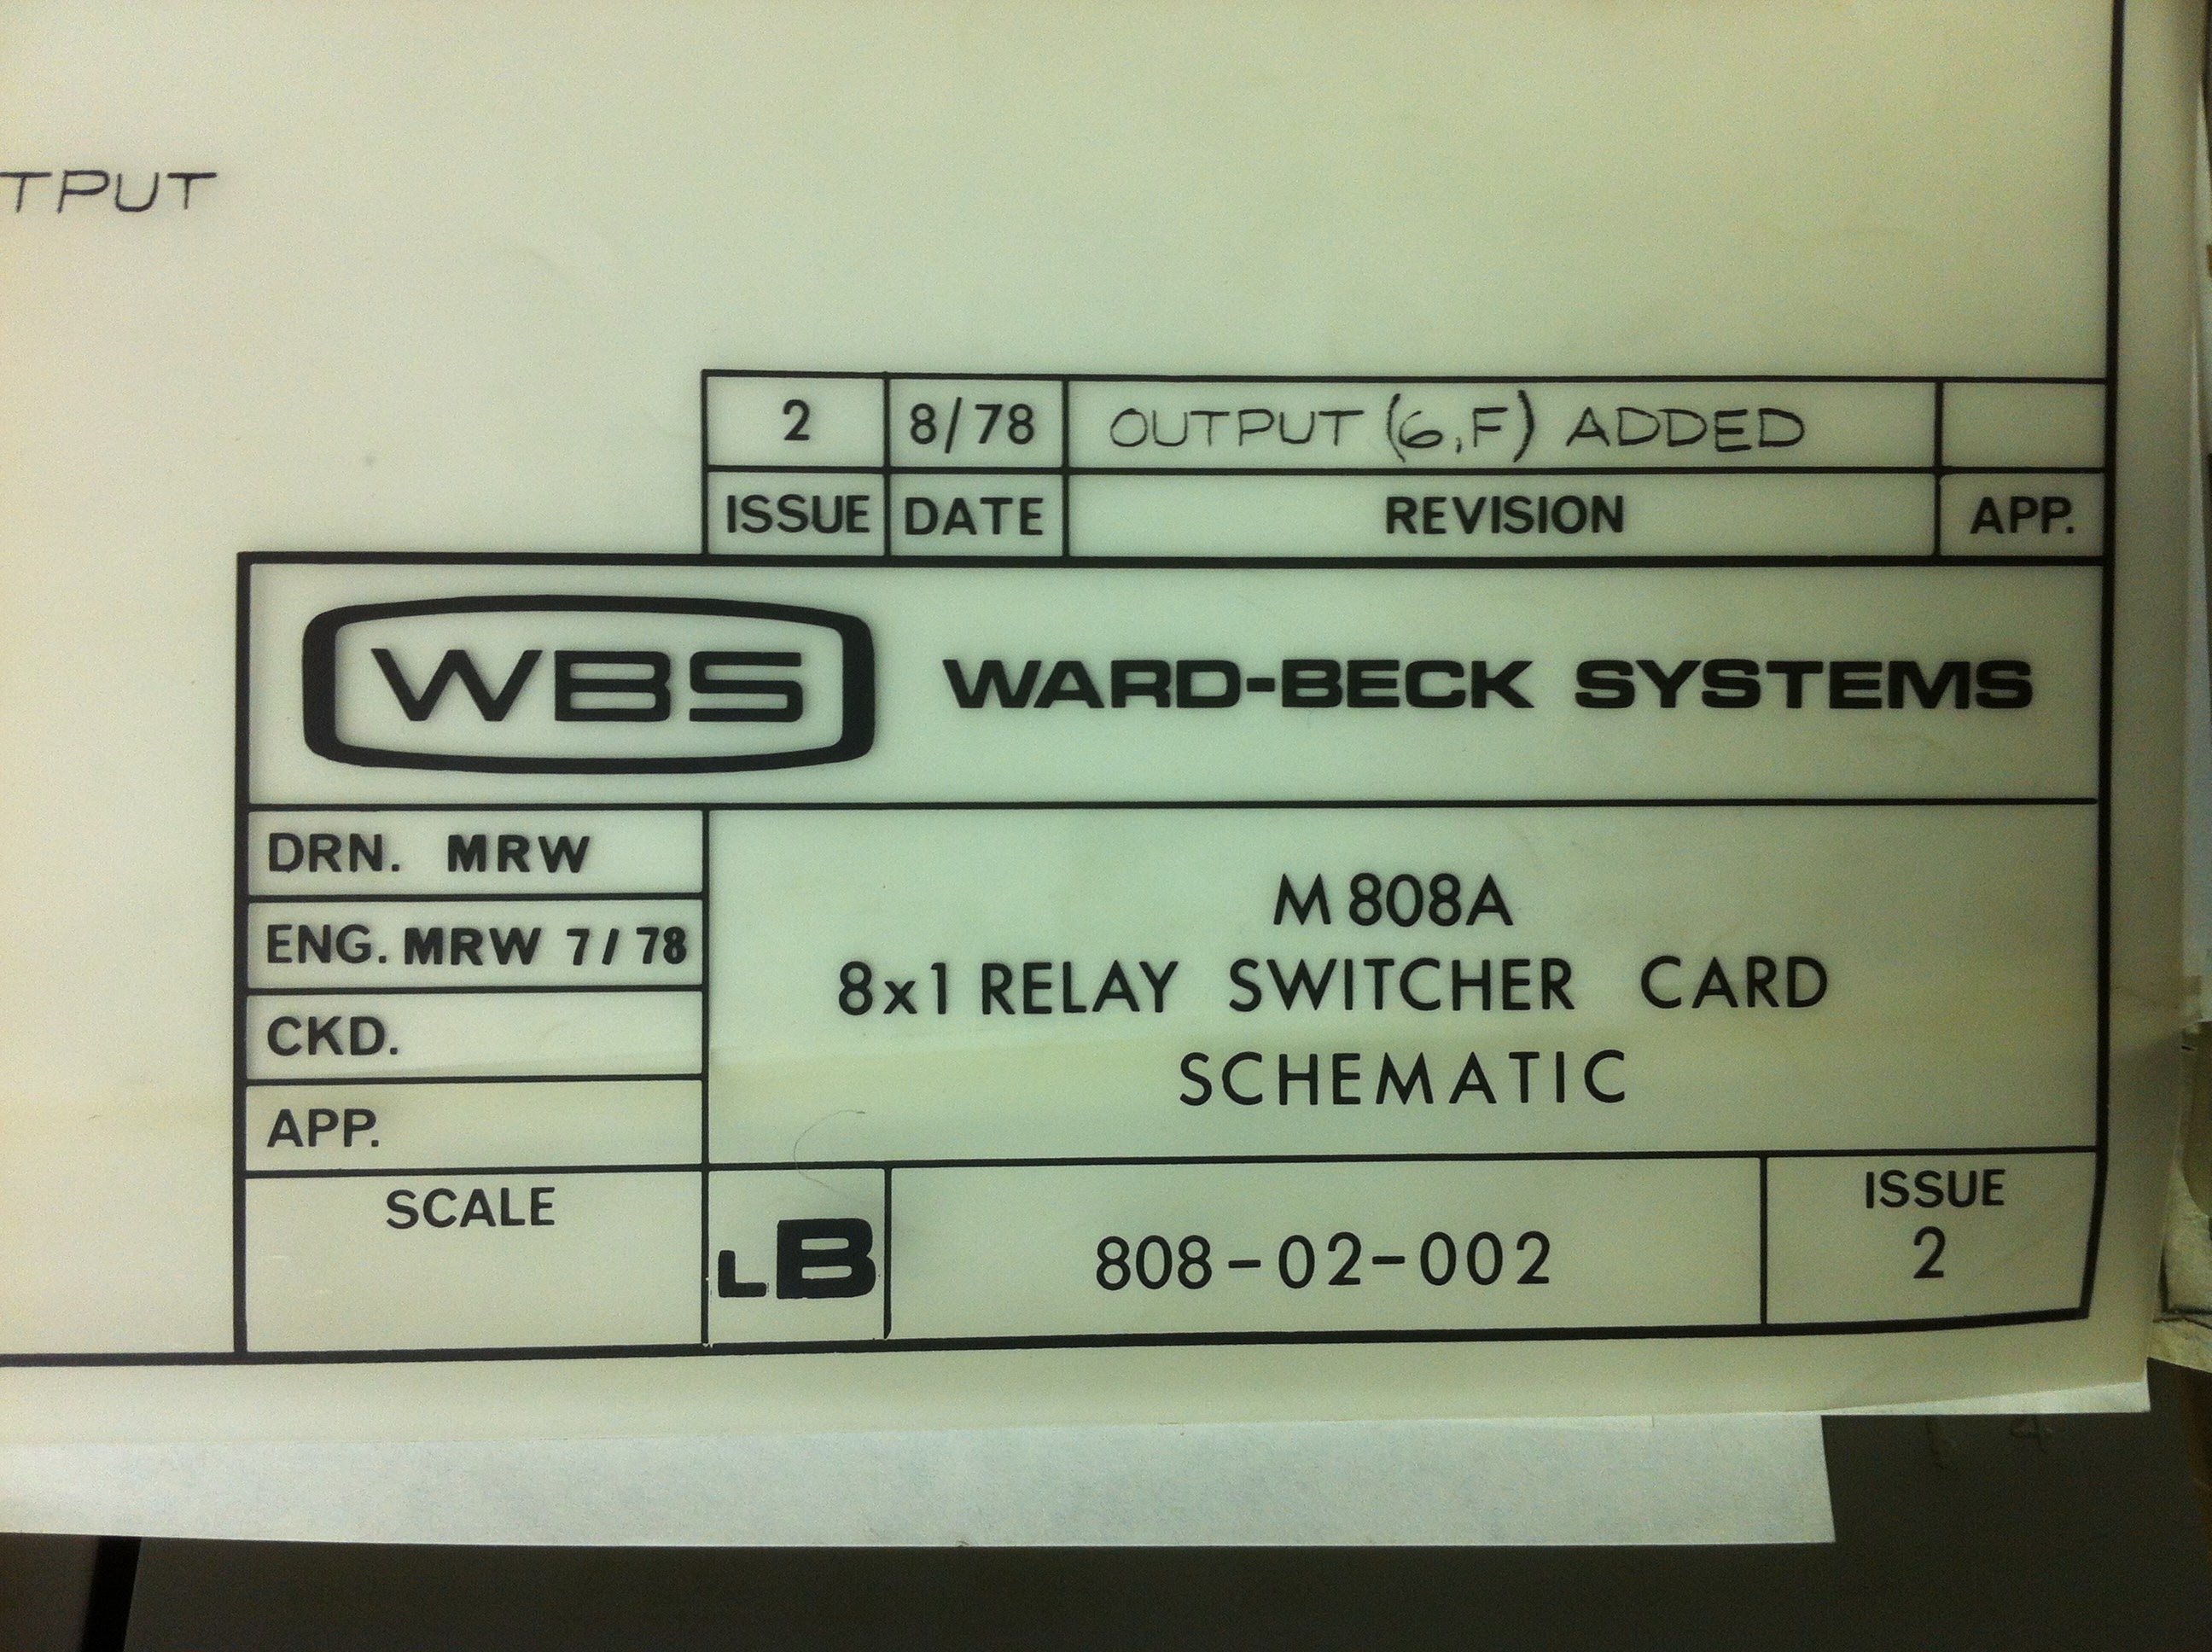 TPUT
2 8/78 OUTPUT (6,F) ADDED
ISSUE DATE REVISION APP.
WBS WARD-BECK SYSTEMS
DRN. MRW
ENG. MRW 7/78
CKD.
APP.
SCALE
M 808A
8x1 RELAY SWITCHER CARD
SCHEMATIC
LB
808-02-002
ISSUE
2